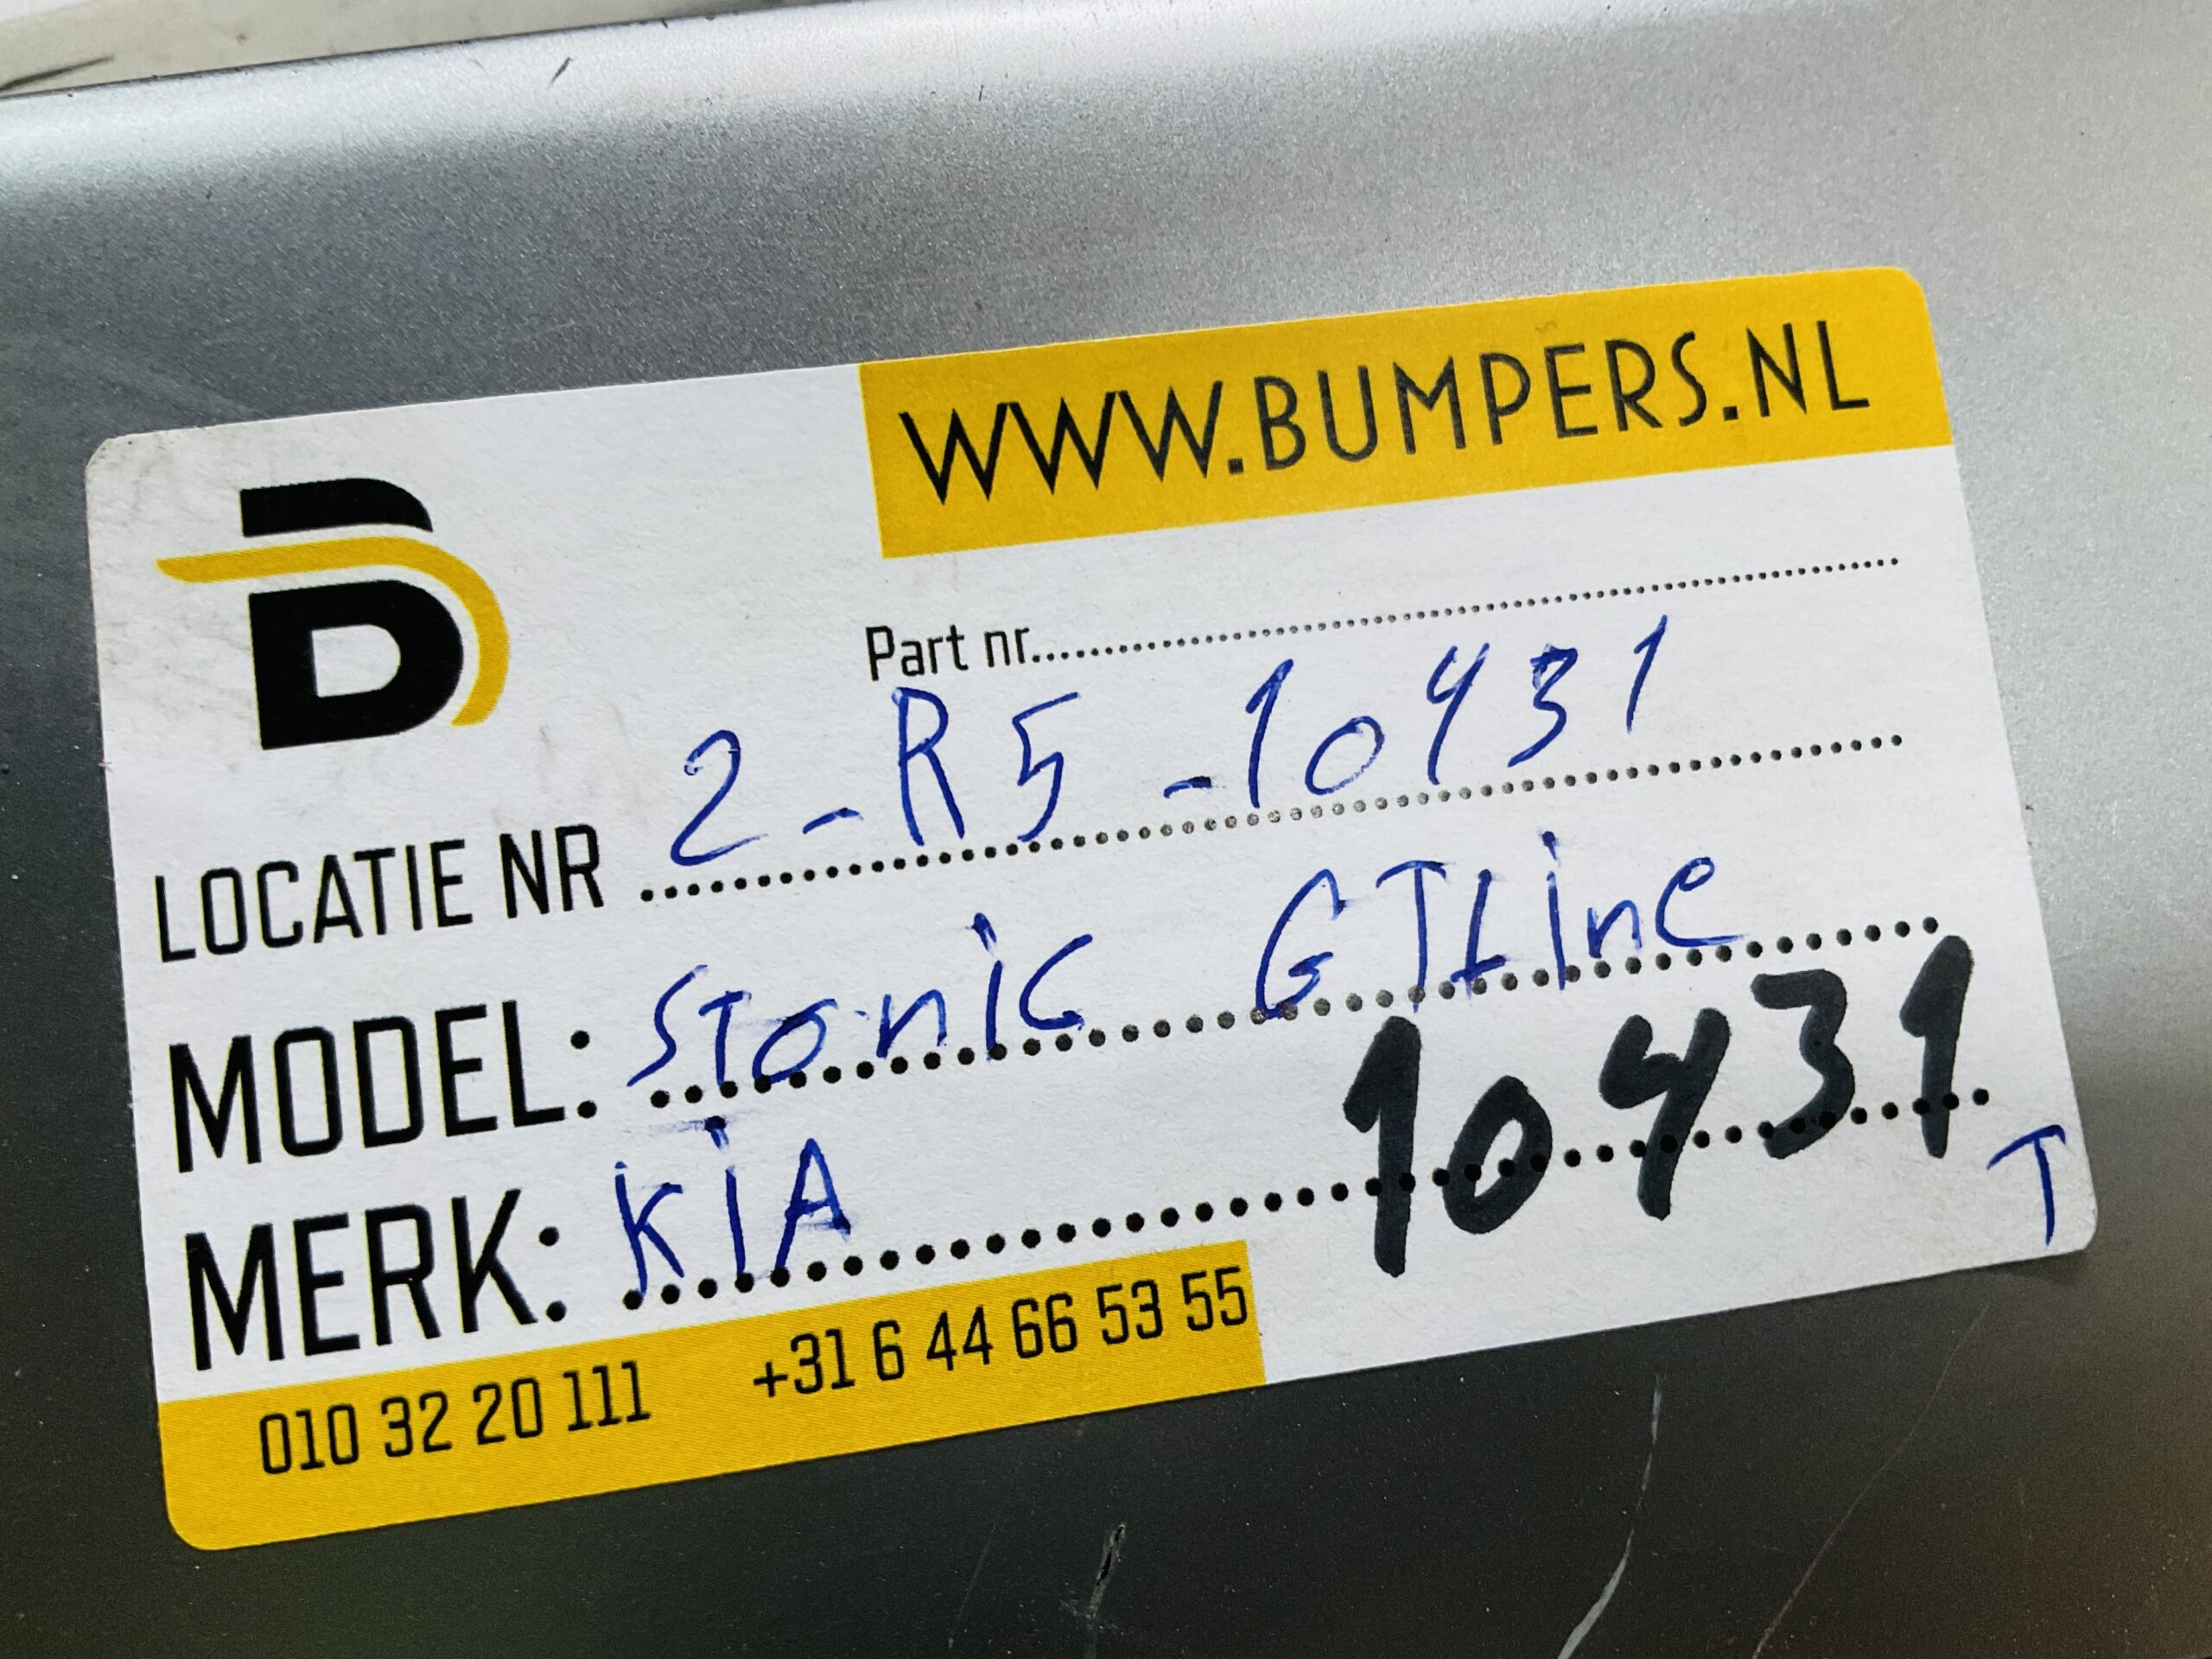 WWW.BUMPERS.NL
B
Part nr.
LOCATIE NR 2-R5-10431
MODEL: Stonic GTLine
MERK: KiA 10431
T
010 32 20 111 +31 6 44 66 53 55